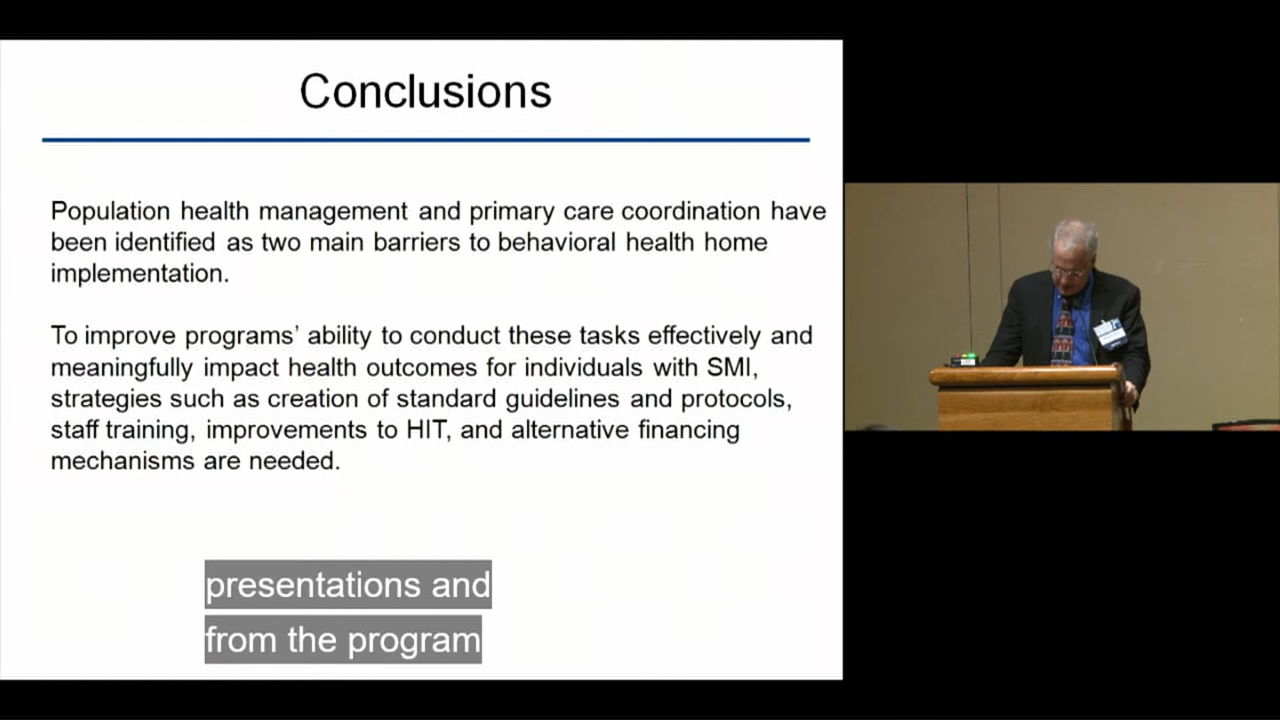 Conclusions
Population health management and primary care coordination have
been identified as two main barriers to behavioral health home
implementation.
To improve programs’ ability to conduct these tasks effectively and
meaningfully impact health outcomes for individuals with SMI,
strategies such as creation of standard guidelines and protocols,
staff training, improvements to HIT, and alternative financing
mechanisms are needed.
presentations and
from the program